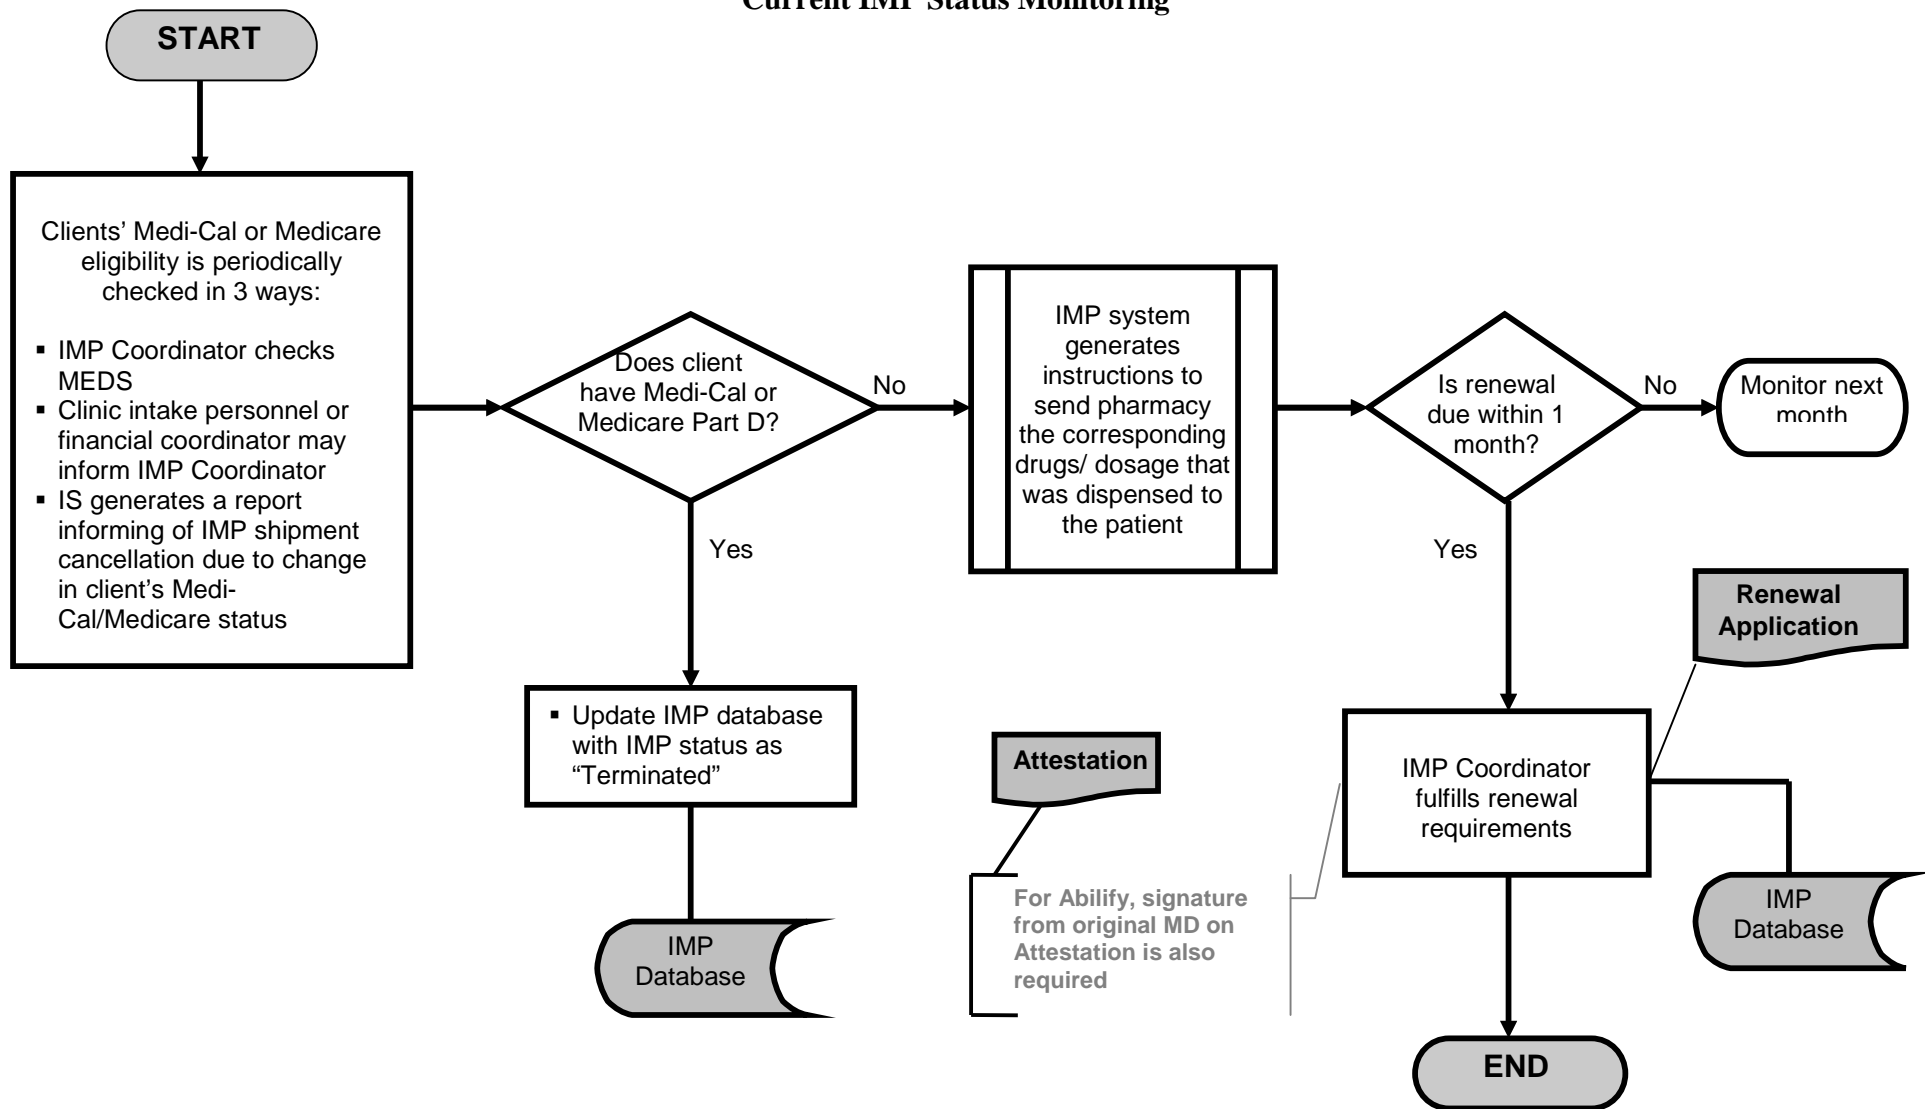 Current IMP Status Monitoring
START
Clients’ Medi-Cal or Medicare
eligibility is periodically
checked in 3 ways:
▪ IMP Coordinator checks
MEDS
▪ Clinic intake personnel or
financial coordinator may
inform IMP Coordinator
▪ IS generates a report
informing of IMP shipment
cancellation due to change
in client’s Medi-
Cal/Medicare status
Does client
have Medi-Cal or
Medicare Part D?
No
Yes
▪ Update IMP database
with IMP status as
“Terminated”
IMP
Database
IMP system
generates
instructions to
send pharmacy
the corresponding
drugs/ dosage that
was dispensed to
the patient
Is renewal
due within 1
month?
No
Monitor next
month
Yes
Renewal
Application
IMP Coordinator
fulfills renewal
requirements
Attestation
For Abilify, signature
from original MD on
Attestation is also
required
IMP
Database
END